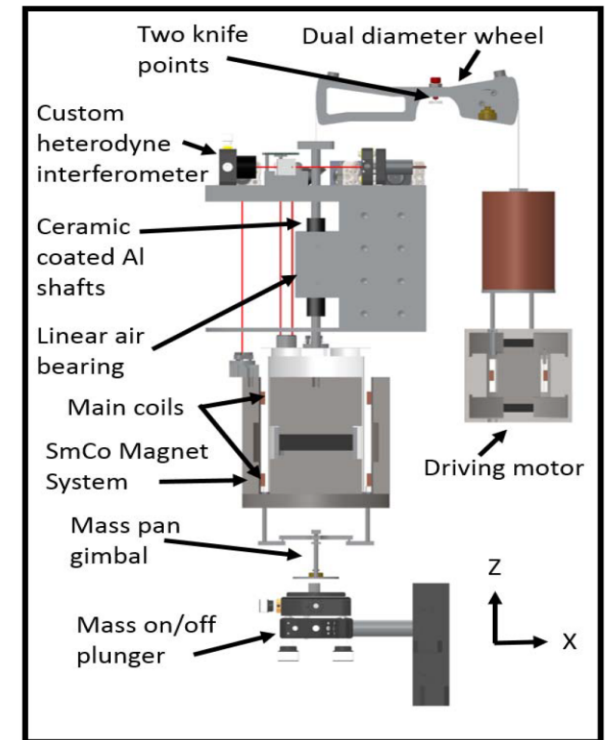 Two knife
points
Dual diameter wheel
Custom
heterodyne
interferometer
Ceramic
coated Al
shafts
Linear air
bearing
Main coils
SmCo Magnet
System
Driving motor
Mass pan
gimbal
Mass on/off
plunger
Z
X